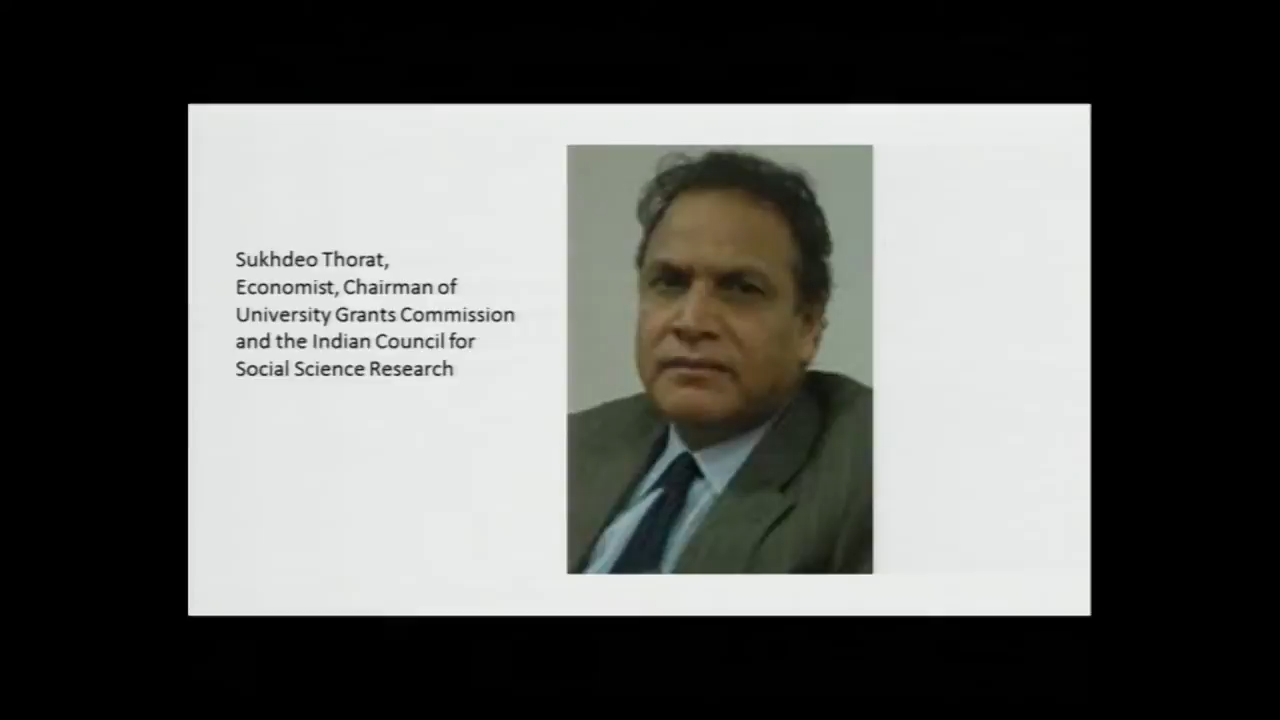 Sukhdeo Thorat,
Economist, Chairman of
University Grants Commission
and the Indian Council for
Social Science Research